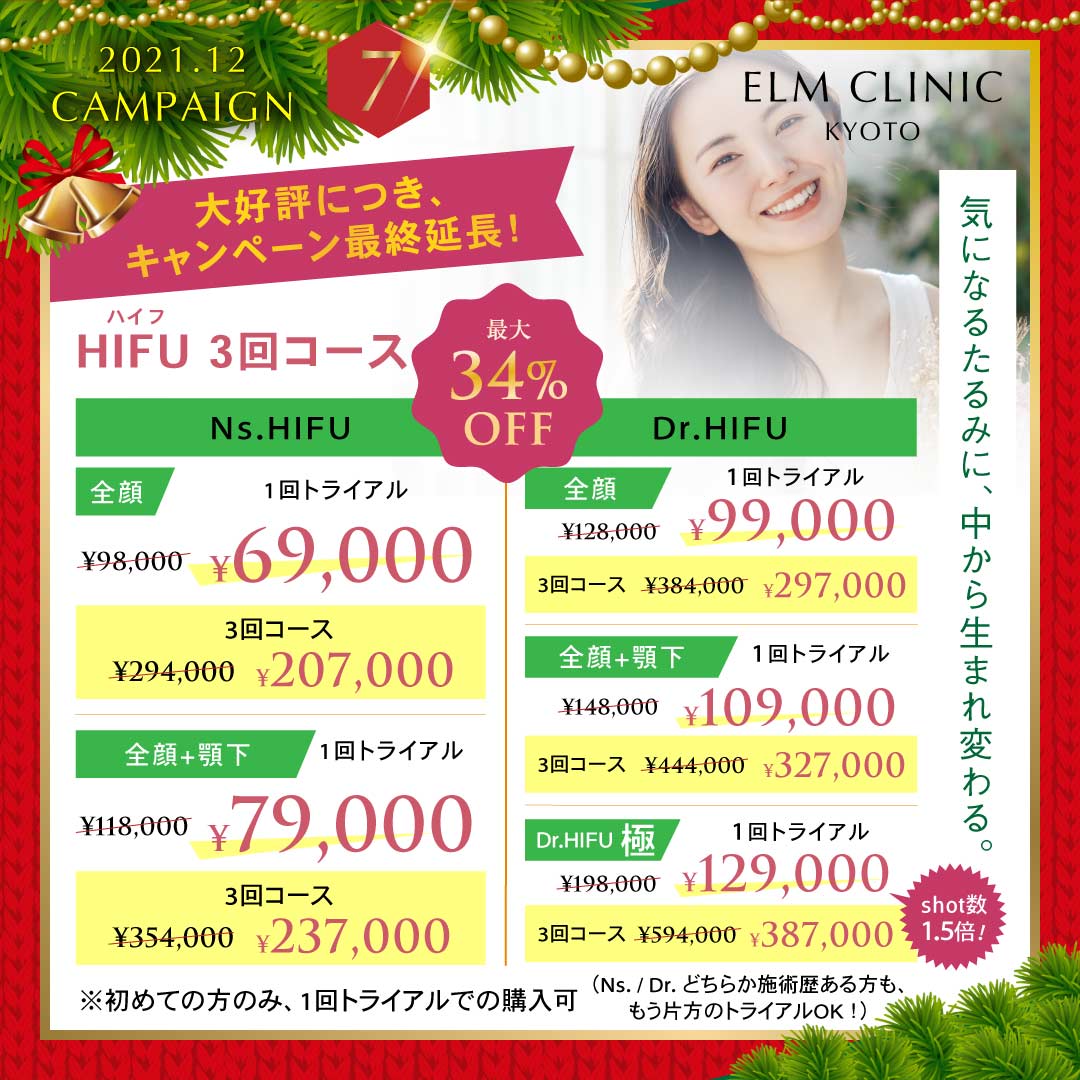 2021.12
CAMPAIGN
7
ELM CLINIC
KYOTO
大好評につき、
キャンペーン最終延長！
気になるたるみに、中から生まれ変わる。
ハイフ
HIFU 3回コース
最大
34%
OFF
Ns.HIFU
全顔
1回トライアル
¥98,000
¥69,000
3回コース
¥294,000 ¥207,000
全顔+顎下
1回トライアル
¥118,000
¥79,000
3回コース
¥354,000 ¥237,000
Dr.HIFU
全顔
1回トライアル
¥128,000
¥99,000
3回コース ¥384,000 ¥297,000
全顔+顎下
1回トライアル
¥148,000
¥109,000
3回コース ¥444,000 ¥327,000
Dr.HIFU 極
1回トライアル
¥198,000
¥129,000
3回コース ¥594,000 ¥387,000
shot数
1.5倍！
※初めての方のみ、1回トライアルでの購入可
（Ns. / Dr. どちらか施術歴ある方も、
もう片方のトライアルOK！）